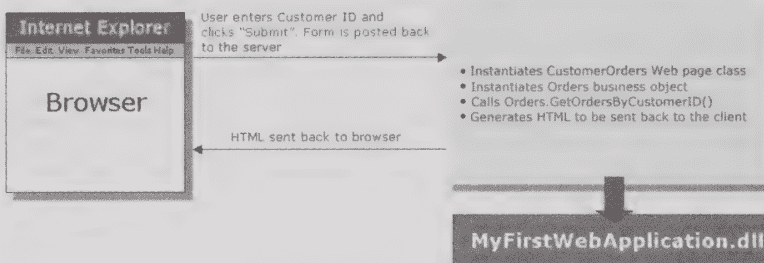 Internet Explorer
File Edit View Favorites Tools Help
Browser
User enters Customer ID and
clicks "Submit". Form is posted back
to the server
HTML sent back to browser
• Instantiates CustomerOrders Web page class
• Instantiates Orders business object
• Calls Orders.GetOrdersByCustomerID()
• Generates HTML to be sent back to the client
MyFirstWebApplication.dll